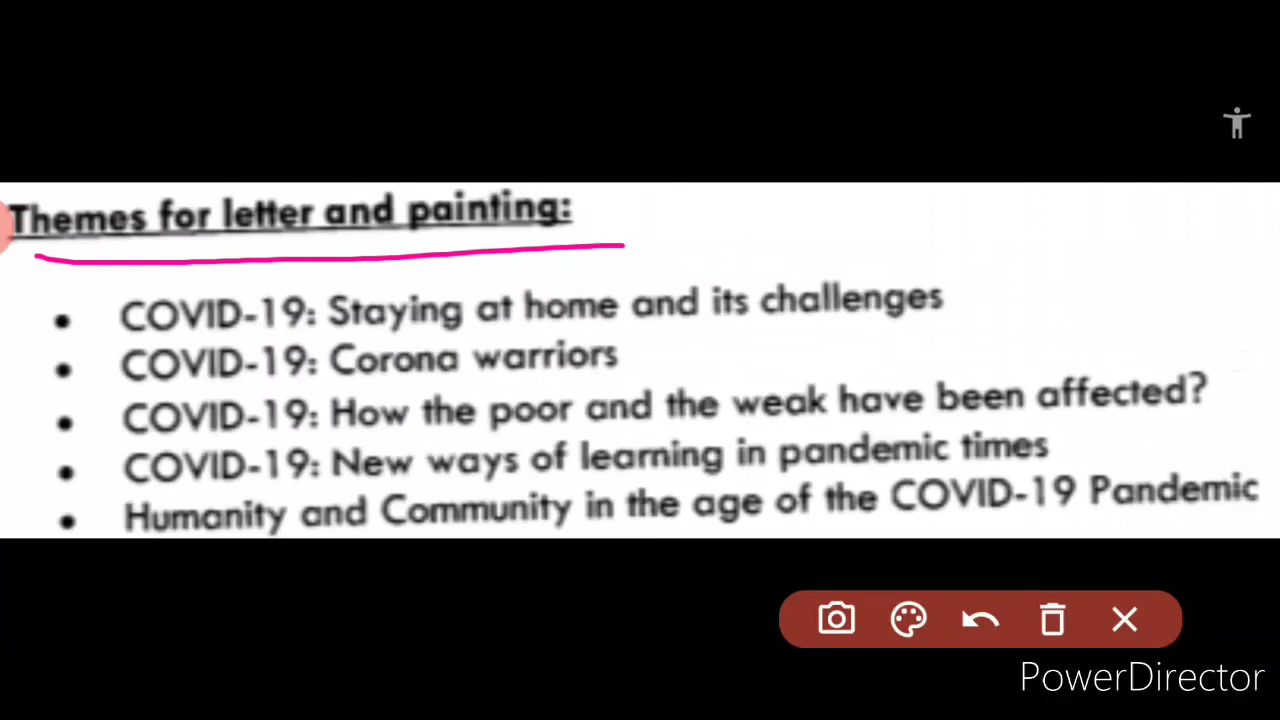 Themes for letter and painting:
• COVID-19: Staying at home and its challenges
• COVID-19: Corona warriors
• COVID-19: How the poor and the weak have been affected?
• COVID-19: New ways of learning in pandemic times
• Humanity and Community in the age of the COVID-19 Pandemic
PowerDirector